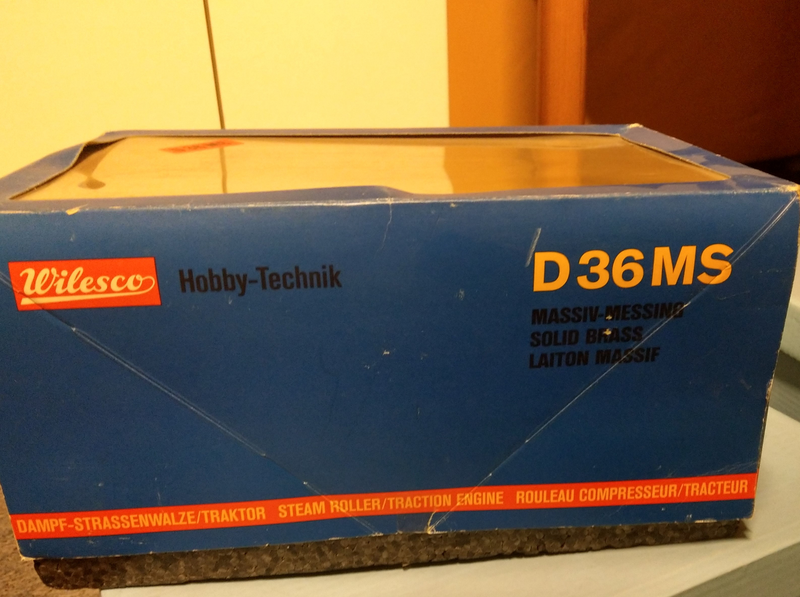 Wilesco
Hobby-Technik
D36MS
MASSIV-MESSING
SOLID BRASS
LAITON MASSIF
DAMPF-STRASSENWALZE/TRAKTOR STEAM ROLLER/TRACTION ENGINE ROULEAU COMPRESSEUR/TRACTEUR